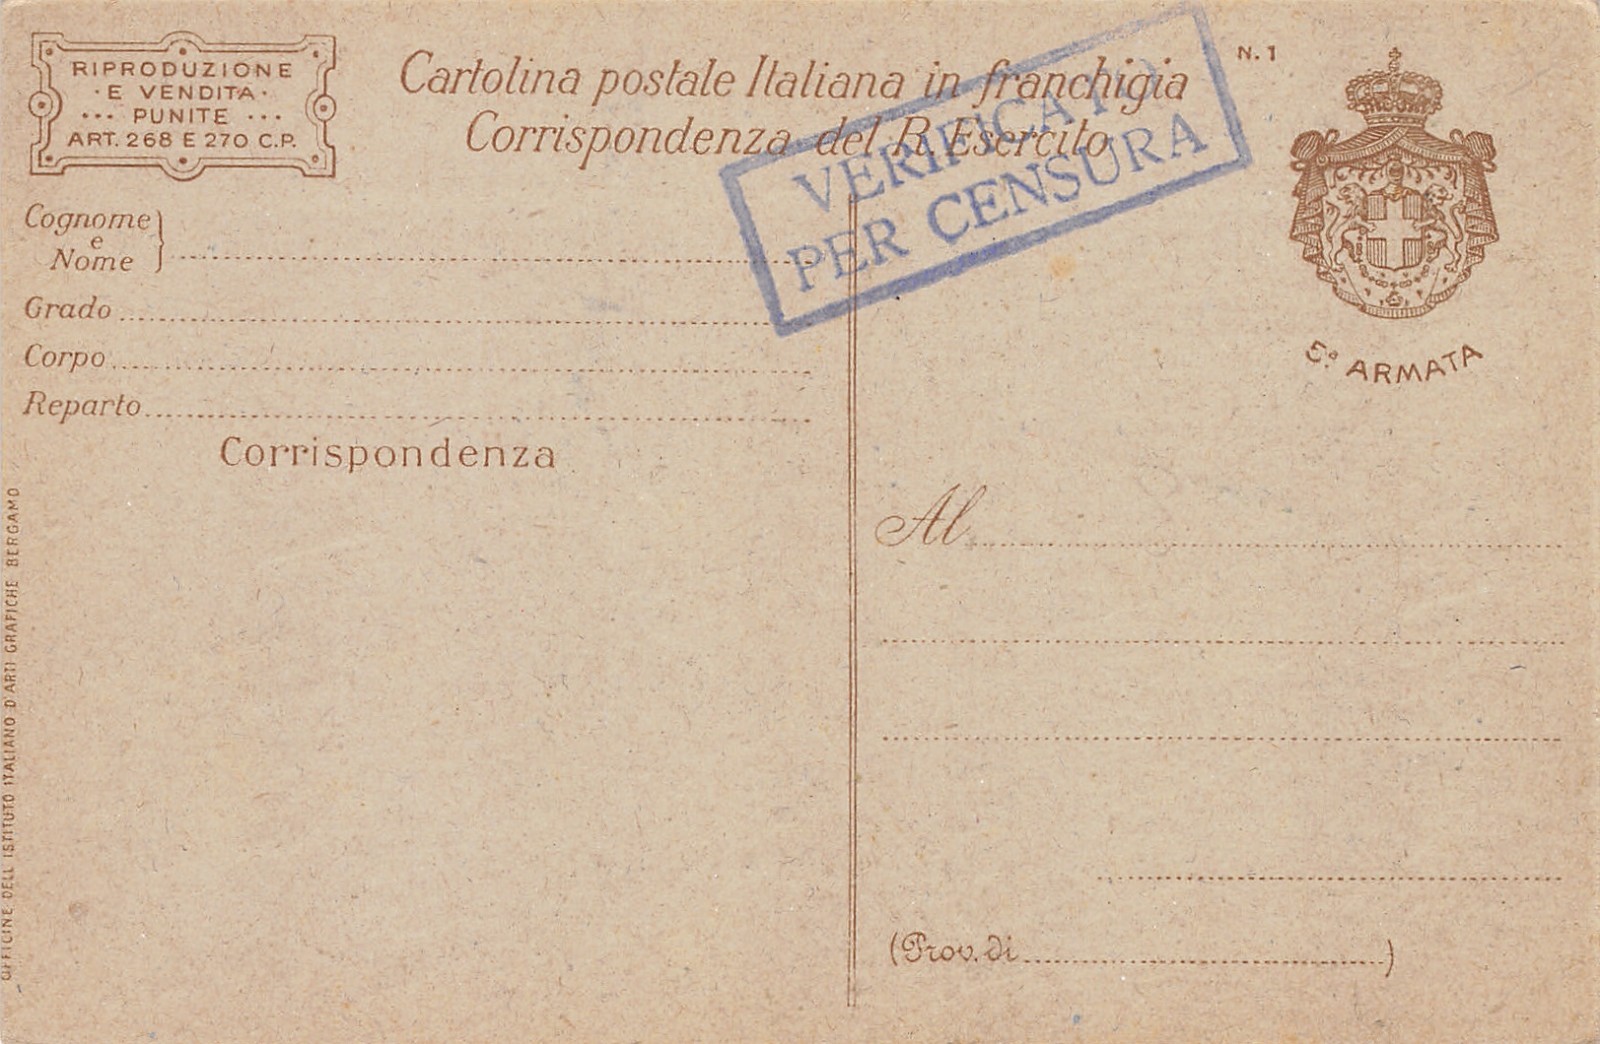 RIPRODUZIONE
· E VENDITA ·
··· PUNITE ···
ART. 268 E 270 C.P.
Cartolina postale Italiana in franchigia
Corrispondenza del R. Esercito
N. 1
VERIFICATO
PER CENSURA
5ª ARMATA
Cognome
e
Nome
Grado
Corpo
Reparto
Corrispondenza
Al
(Prov. di )
OFFICINE DELL ISTITUTO ITALIANO D'ARTI GRAFICHE BERGAMO